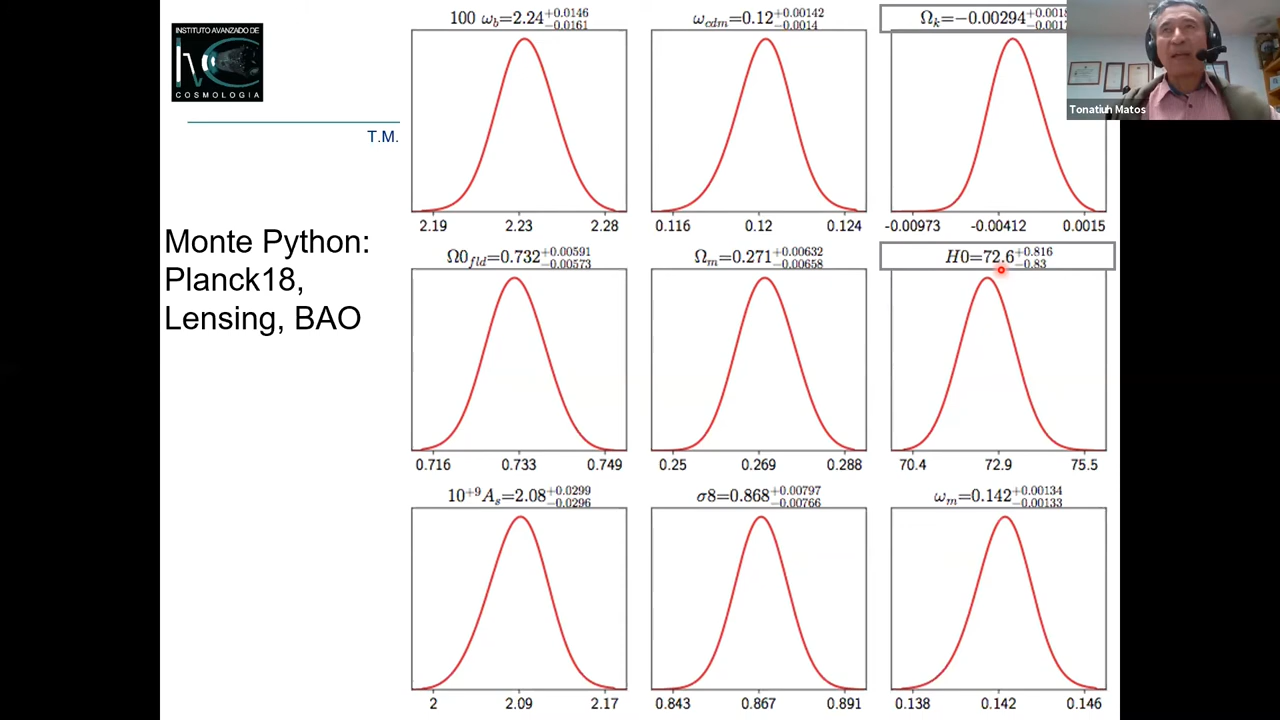 INSTITUTO AVANZADO DE
IAC
COSMOLOGIA
T.M.
Monte Python:
Planck18,
Lensing, BAO
100 ω_b=2.24^{+0.0146}_{-0.0161}
2.19 2.23 2.28
ω_{cdm}=0.12^{+0.00142}_{-0.0014}
0.116 0.12 0.124
Ω_k=−0.00294
-0.00973 -0.00412 0.0015
Tonatiuh Matos
Ω0_{fld}=0.732^{+0.00591}_{-0.00573}
0.716 0.733 0.749
Ω_m=0.271^{+0.00632}_{-0.00658}
0.25 0.269 0.288
H0=72.6^{+0.816}_{-0.83}
70.4 72.9 75.5
10^{+9}A_s=2.08^{+0.0299}_{-0.0296}
2 2.09 2.17
σ8=0.868^{+0.00797}_{-0.00766}
0.843 0.867 0.891
ω_m=0.142^{+0.00134}_{-0.00133}
0.138 0.142 0.146